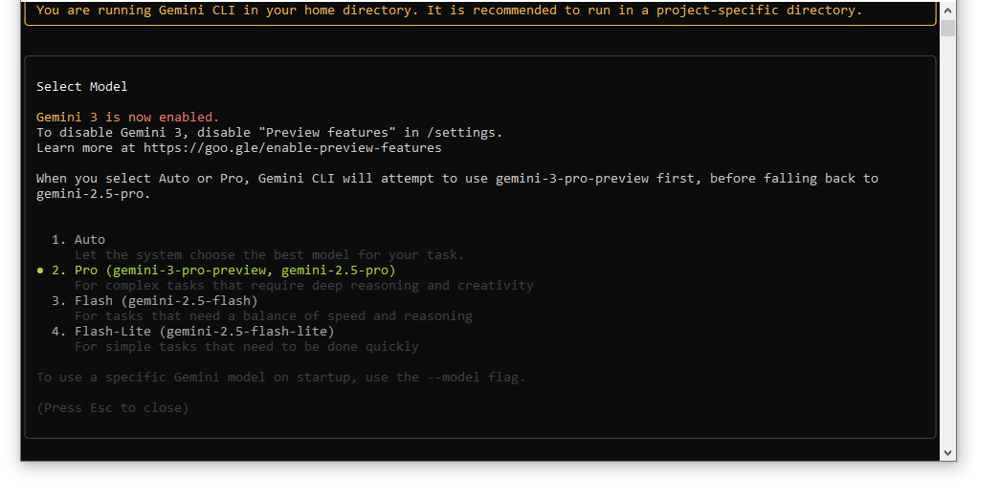 You are running Gemini CLI in your home directory. It is recommended to run in a project-specific directory.
Select Model
Gemini 3 is now enabled.
To disable Gemini 3, disable "Preview features" in /settings.
Learn more at https://goo.gle/enable-preview-features
When you select Auto or Pro, Gemini CLI will attempt to use gemini-3-pro-preview first, before falling back to
gemini-2.5-pro.
1. Auto
Let the system choose the best model for your task.
● 2. Pro (gemini-3-pro-preview, gemini-2.5-pro)
For complex tasks that require deep reasoning and creativity
3. Flash (gemini-2.5-flash)
For tasks that need a balance of speed and reasoning
4. Flash-Lite (gemini-2.5-flash-lite)
For simple tasks that need to be done quickly
To use a specific Gemini model on startup, use the --model flag.
(Press Esc to close)